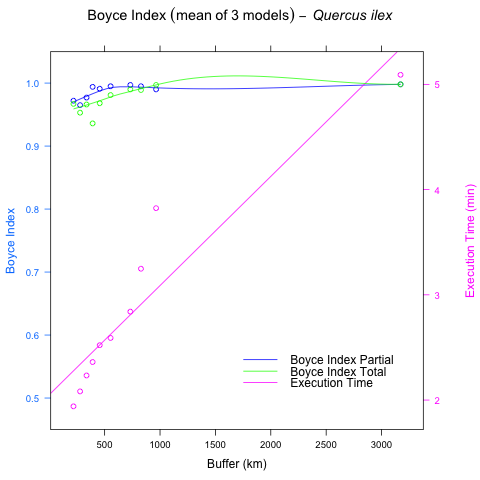 Boyce Index (mean of 3 models) – Quercus ilex
1.0
0.9
0.8
0.7
0.6
0.5
Boyce Index
5
4
3
2
Execution Time (min)
Boyce Index Partial
Boyce Index Total
Execution Time
500
1000
1500
2000
2500
3000
Buffer (km)